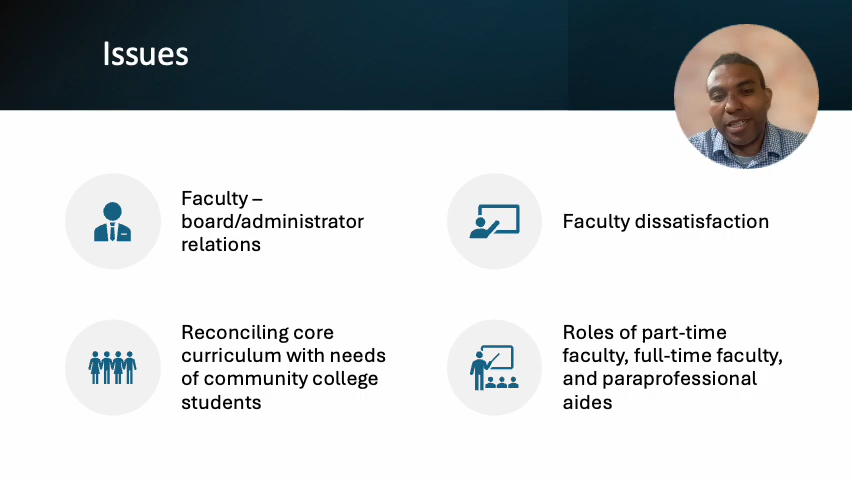 Issues
Faculty –
board/administrator
relations
Faculty dissatisfaction
Reconciling core
curriculum with needs
of community college
students
Roles of part-time
faculty, full-time faculty,
and paraprofessional
aides